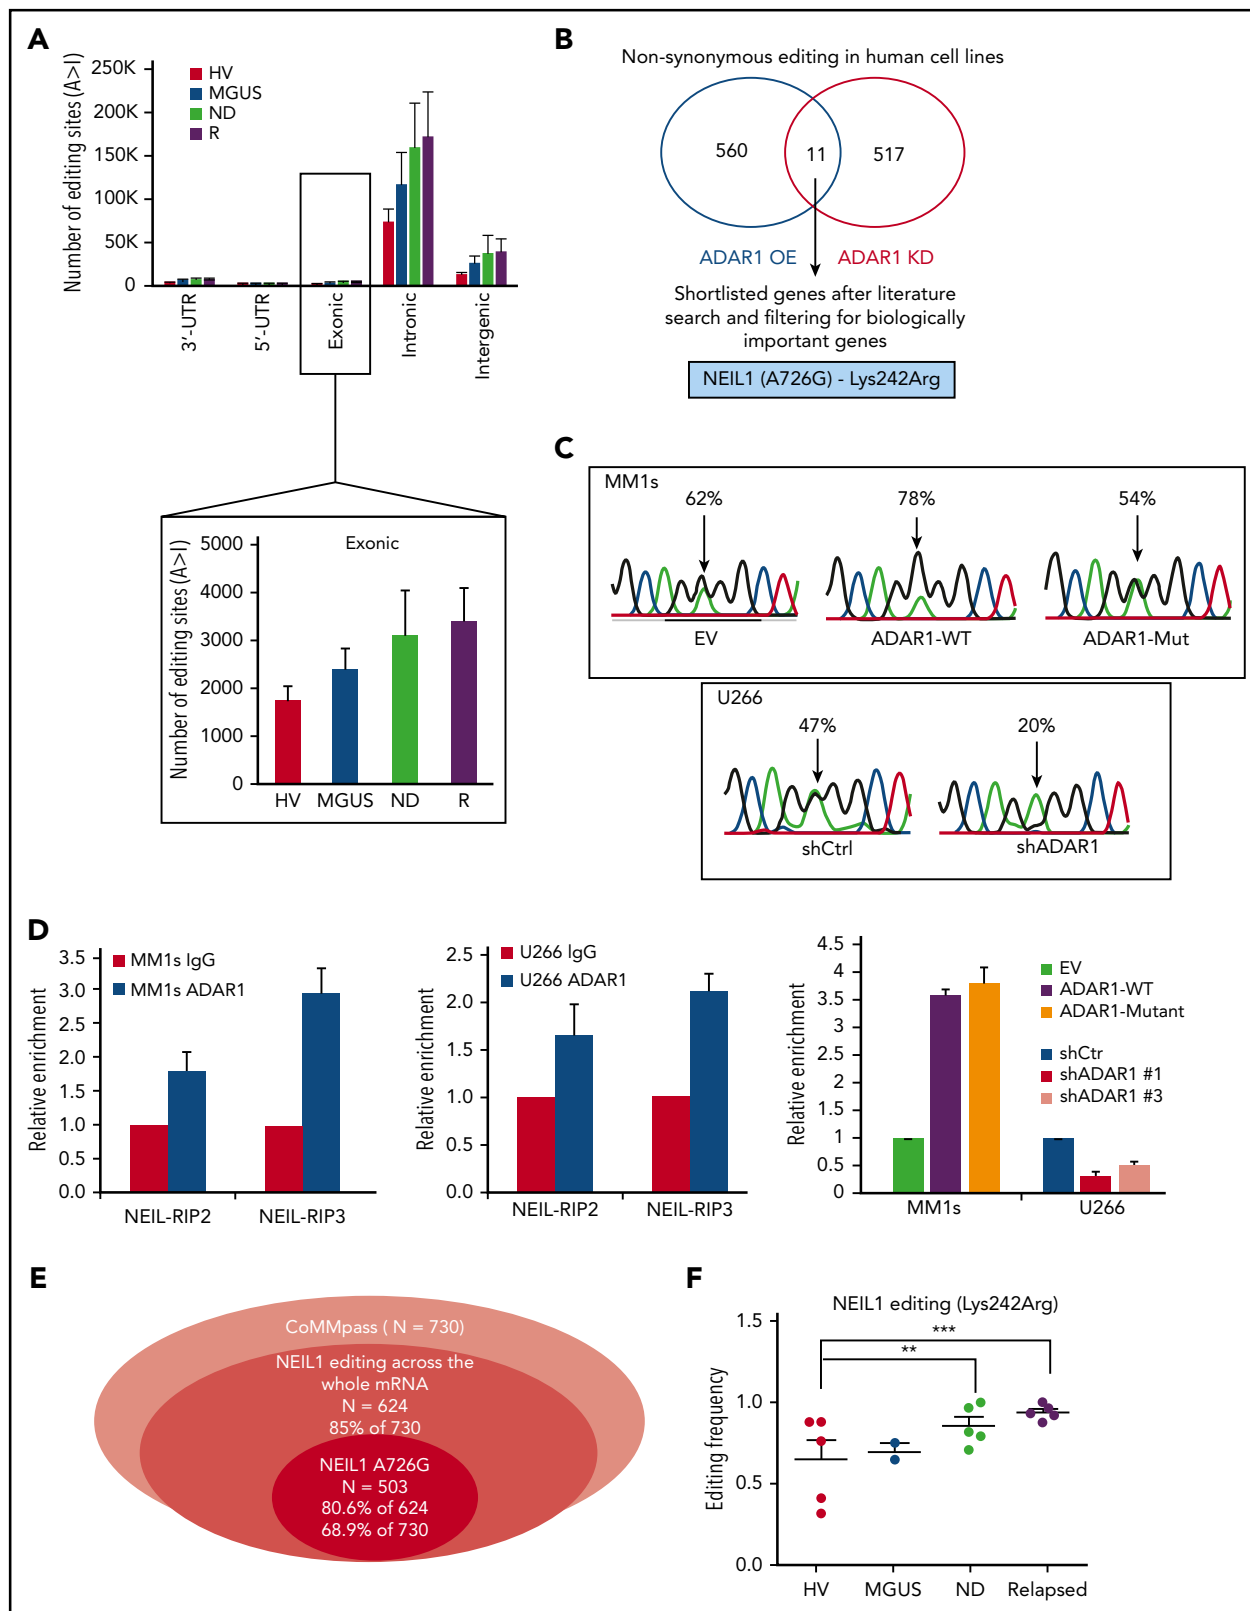 A
250K
200K
150K
100K
50K
0
Number of editing sites (A>I)
HV
MGUS
ND
R
3'-UTR
5'-UTR
Exonic
Intronic
Intergenic
Exonic
5000
4000
3000
2000
1000
0
Number of editing sites (A>I)
HV
MGUS
ND
R
B
Non-synonymous editing in human cell lines
560
11
517
ADAR1 OE
ADAR1 KD
Shortlisted genes after literature
search and filtering for biologically
important genes
NEIL1 (A726G) - Lys242Arg
C
MM1s
62%
78%
54%
EV
ADAR1-WT
ADAR1-Mut
U266
47%
20%
shCtrl
shADAR1
D
3.5
3.0
2.5
2.0
1.5
1.0
0.5
0.0
Relative enrichment
MM1s IgG
MM1s ADAR1
NEIL-RIP2
NEIL-RIP3
2.5
2.0
1.5
1.0
0.5
0.0
Relative enrichment
U266 IgG
U266 ADAR1
NEIL-RIP2
NEIL-RIP3
4.5
4
3.5
3
2.5
2
1.5
1
0.5
0
Relative enrichment
EV
ADAR1-WT
ADAR1-Mutant
shCtr
shADAR1 #1
shADAR1 #3
MM1s
U266
E
CoMMpass ( N = 730)
NEIL1 editing across the
whole mRNA
N = 624
85% of 730
NEIL1 A726G
N = 503
80.6% of 624
68.9% of 730
F
NEIL1 editing (Lys242Arg)
1.5
1.0
0.5
0.0
Editing frequency
***
**
HV
MGUS
ND
Relapsed